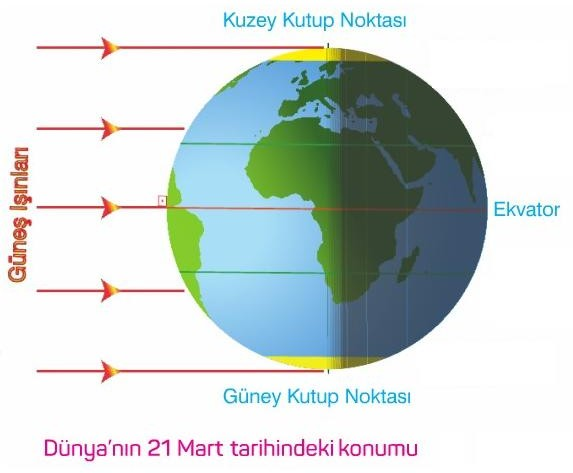 Kuzey Kutup Noktası
Güneş Işınları
Ekvator
Güney Kutup Noktası
Dünya'nın 21 Mart tarihindeki konumu